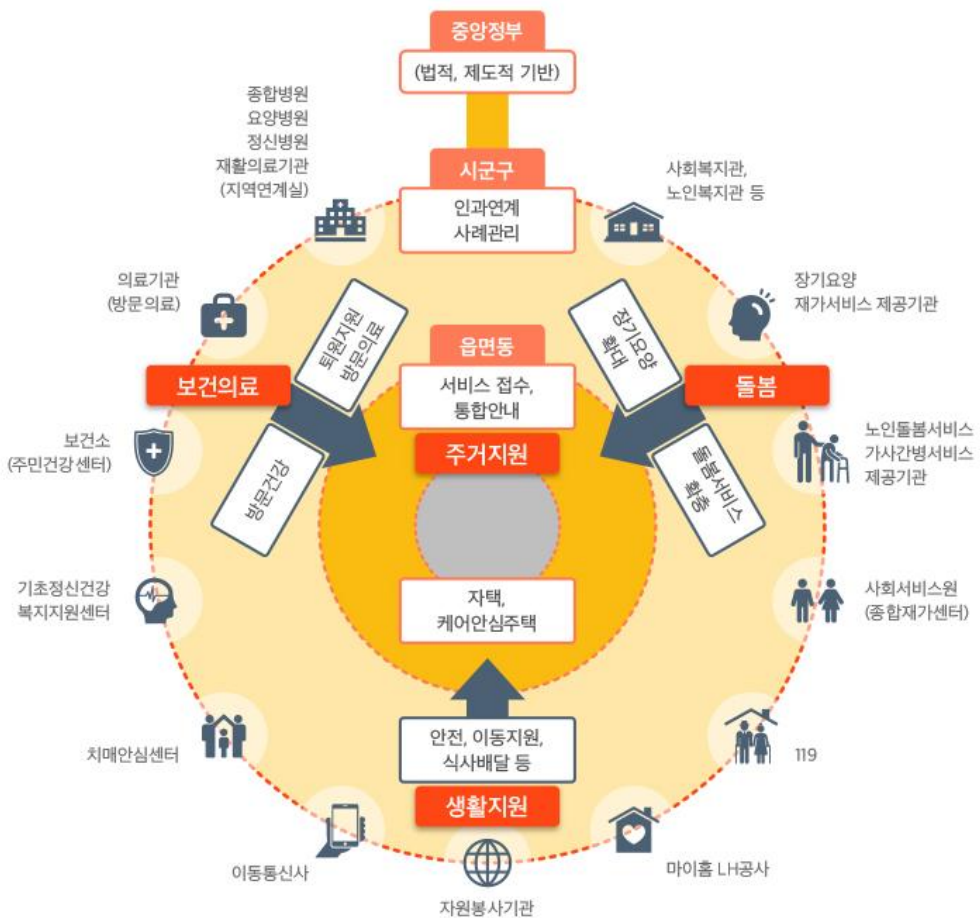 중앙정부
(법적, 제도적 기반)
종합병원
요양병원
정신병원
재활의료기관
(지역연계실)
시군구
인과연계
사례관리
사회복지관,
노인복지관 등
의료기관
(방문의료)
장기요양
재가서비스 제공기관
퇴원지원
방문의료
읍면동
서비스 접수,
통합안내
장기요양
확대
보건의료
주거지원
돌봄
보건소
(주민건강센터)
방문건강
돌봄서비스
확충
노인돌봄서비스
가사간병서비스
제공기관
기초정신건강
복지지원센터
자택,
케어안심주택
사회서비스원
(종합재가센터)
치매안심센터
안전, 이동지원,
식사배달 등
생활지원
119
이동통신사
자원봉사기관
마이홈 LH공사